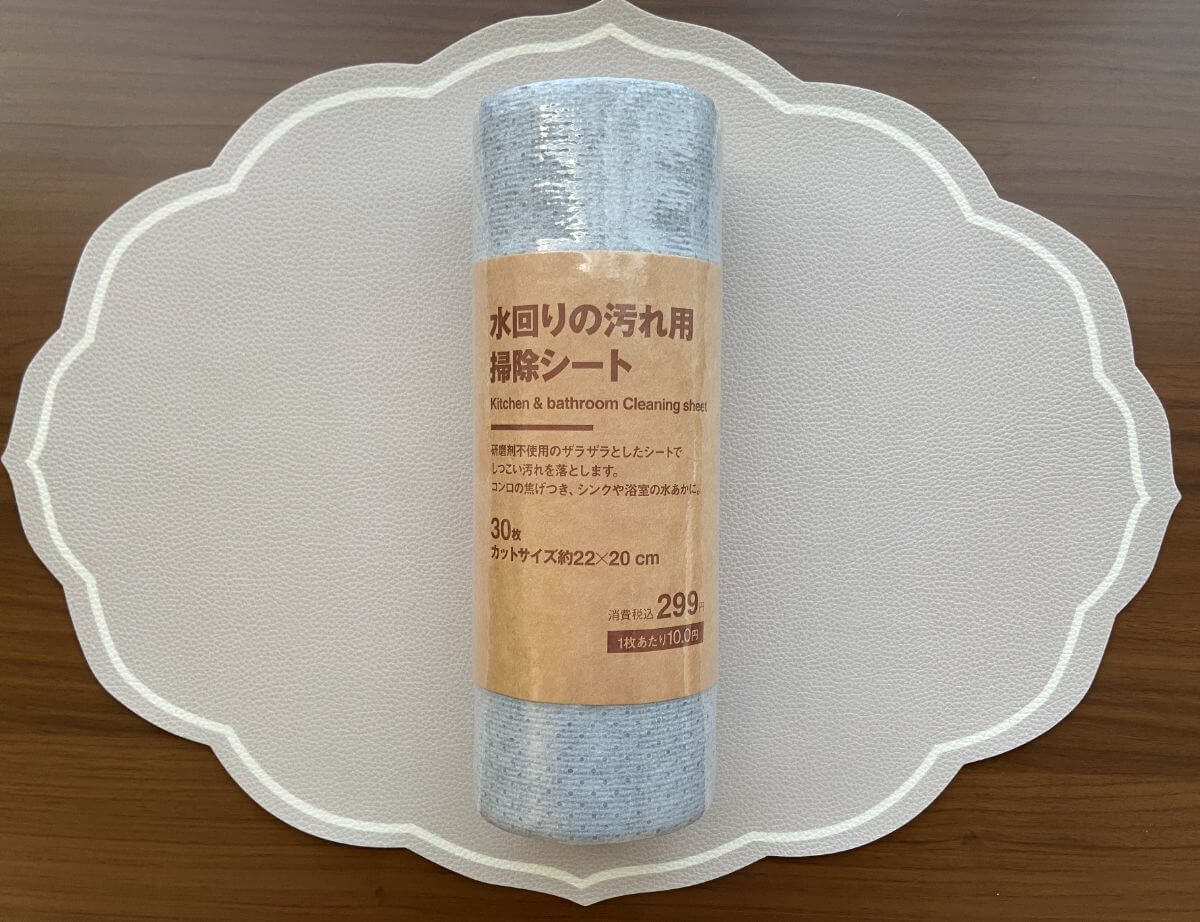 水回りの汚れ用
掃除シート
Kitchen & bathroom Cleaning sheet
研磨剤不使用のザラザラとしたシートで
しつこい汚れを落とします。
コンロの焦げつき、シンクや浴室の水あかに。
30枚
カットサイズ約22×20 cm
消費税込299円
1枚あたり10.0円